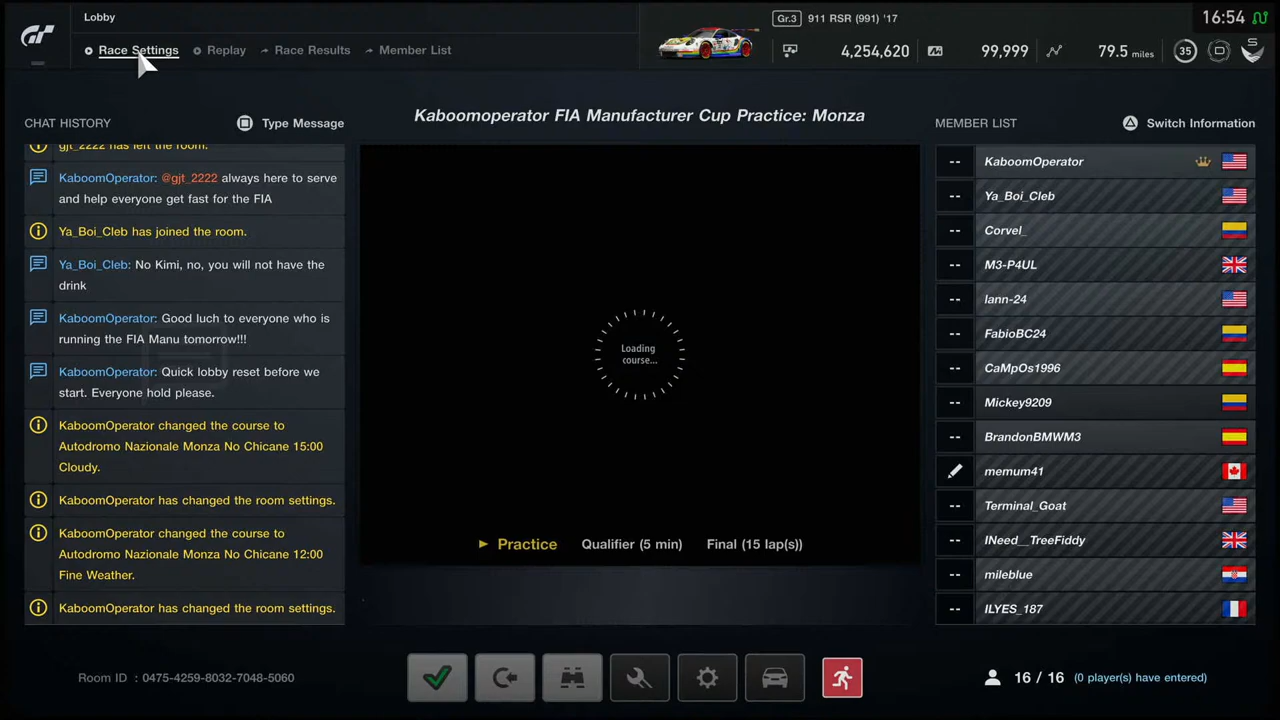 Lobby
Race Settings
Replay
Race Results
Member List
Gr.3 911 RSR (991) '17
4,254,620
99,999
79.5 miles
35
S
16:54
CHAT HISTORY
Type Message
gjt_2222 has left the room.
KaboomOperator: @gjt_2222 always here to serve
and help everyone get fast for the FIA
Ya_Boi_Cleb has joined the room.
Ya_Boi_Cleb: No Kimi, no, you will not have the
drink
KaboomOperator: Good luch to everyone who is
running the FIA Manu tomorrow!!!
KaboomOperator: Quick lobby reset before we
start. Everyone hold please.
KaboomOperator changed the course to
Autodromo Nazionale Monza No Chicane 15:00
Cloudy.
KaboomOperator has changed the room settings.
KaboomOperator changed the course to
Autodromo Nazionale Monza No Chicane 12:00
Fine Weather.
KaboomOperator has changed the room settings.
Room ID : 0475-4259-8032-7048-5060
Kaboomoperator FIA Manufacturer Cup Practice: Monza
Loading
course...
Practice
Qualifier (5 min)
Final (15 lap(s))
MEMBER LIST
Switch Information
-- KaboomOperator
-- Ya_Boi_Cleb
-- Corvel_
-- M3-P4UL
-- Iann-24
-- FabioBC24
-- CaMpOs1996
-- Mickey9209
-- BrandonBMWM3
memum41
-- Terminal_Goat
-- INeed__TreeFiddy
-- mileblue
-- ILYES_187
16 / 16 (0 player(s) have entered)